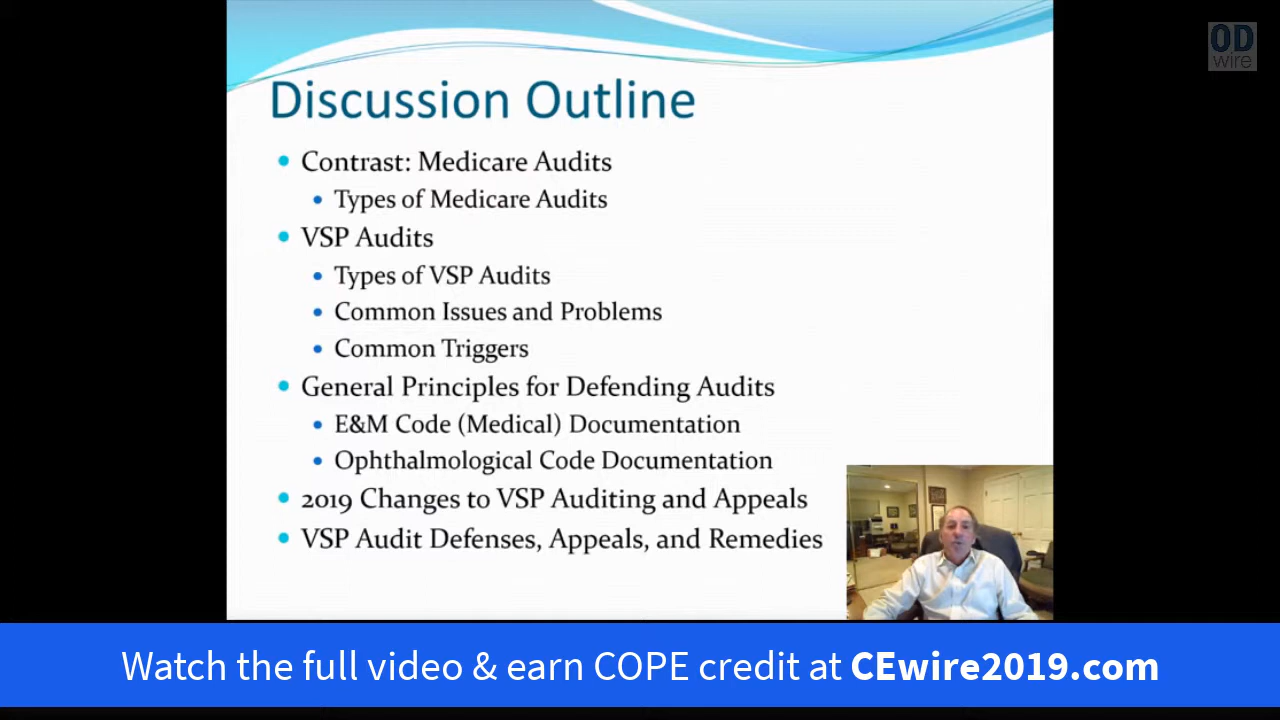 OD
wire
Discussion Outline
Contrast: Medicare Audits
Types of Medicare Audits
VSP Audits
Types of VSP Audits
Common Issues and Problems
Common Triggers
General Principles for Defending Audits
E&M Code (Medical) Documentation
Ophthalmological Code Documentation
2019 Changes to VSP Auditing and Appeals
VSP Audit Defenses, Appeals, and Remedies
Watch the full video & earn COPE credit at CEwire2019.com